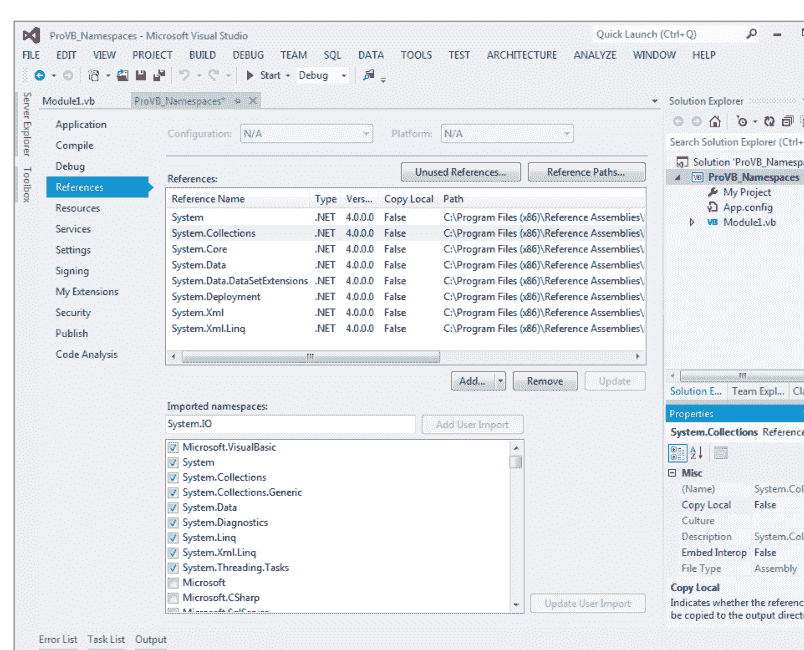 ProVB_Namespaces - Microsoft Visual Studio
Quick Launch (Ctrl+Q)
FILE EDIT VIEW PROJECT BUILD DEBUG TEAM SQL DATA TOOLS TEST ARCHITECTURE ANALYZE WINDOW HELP
Start Debug
Server Explorer
Toolbox
Module1.vb ProVB_Namespaces*
Application
Compile
Debug
References
Resources
Services
Settings
Signing
My Extensions
Security
Publish
Code Analysis
Configuration: N/A Platform: N/A
Unused References... Reference Paths...
References:
Reference Name Type Vers... Copy Local Path
System .NET 4.0.0.0 False C:\Program Files (x86)\Reference Assemblies\
System.Collections .NET 4.0.0.0 False C:\Program Files (x86)\Reference Assemblies\
System.Core .NET 4.0.0.0 False C:\Program Files (x86)\Reference Assemblies\
System.Data .NET 4.0.0.0 False C:\Program Files (x86)\Reference Assemblies\
System.Data.DataSetExtensions .NET 4.0.0.0 False C:\Program Files (x86)\Reference Assemblies\
System.Deployment .NET 4.0.0.0 False C:\Program Files (x86)\Reference Assemblies\
System.Xml .NET 4.0.0.0 False C:\Program Files (x86)\Reference Assemblies\
System.Xml.Linq .NET 4.0.0.0 False C:\Program Files (x86)\Reference Assemblies\
Add... Remove Update
Imported namespaces:
System.IO Add User Import
Microsoft.VisualBasic
System
System.Collections
System.Collections.Generic
System.Data
System.Diagnostics
System.Linq
System.Xml.Linq
System.Threading.Tasks
Microsoft
Microsoft.CSharp
Update User Import
Solution Explorer
Search Solution Explorer (Ctrl+
Solution 'ProVB_Namesp
VB ProVB_Namespaces
My Project
App.config
VB Module1.vb
Solution E... Team Expl... Cla
Properties
System.Collections Reference
Misc
(Name) System.Col
Copy Local False
Culture
Description System.Col
Embed Interop False
File Type Assembly
Copy Local
Indicates whether the referenc
be copied to the output direct
Error List Task List Output